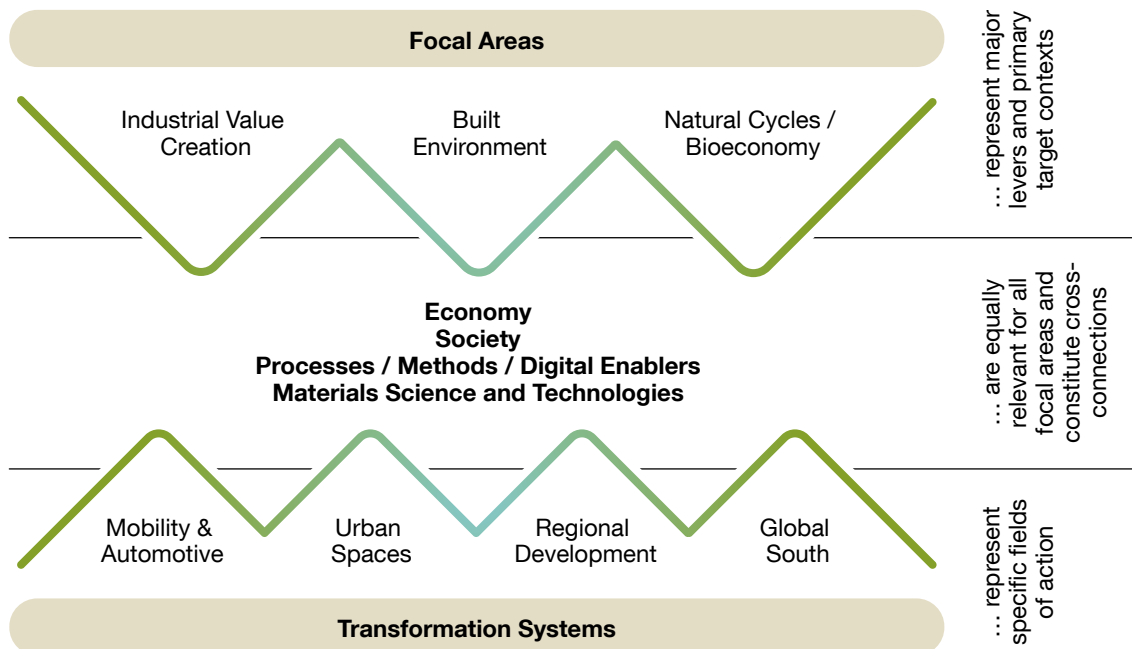 Focal Areas
Industrial Value
Creation
Built
Environment
Natural Cycles /
Bioeconomy
… represent major
levers and primary
target contexts
Economy
Society
Processes / Methods / Digital Enablers
Materials Science and Technologies
… are equally
relevant for all
focal areas and
constitute cross-
connections
Mobility &
Automotive
Urban
Spaces
Regional
Development
Global
South
… represent
specific fields
of action
Transformation Systems